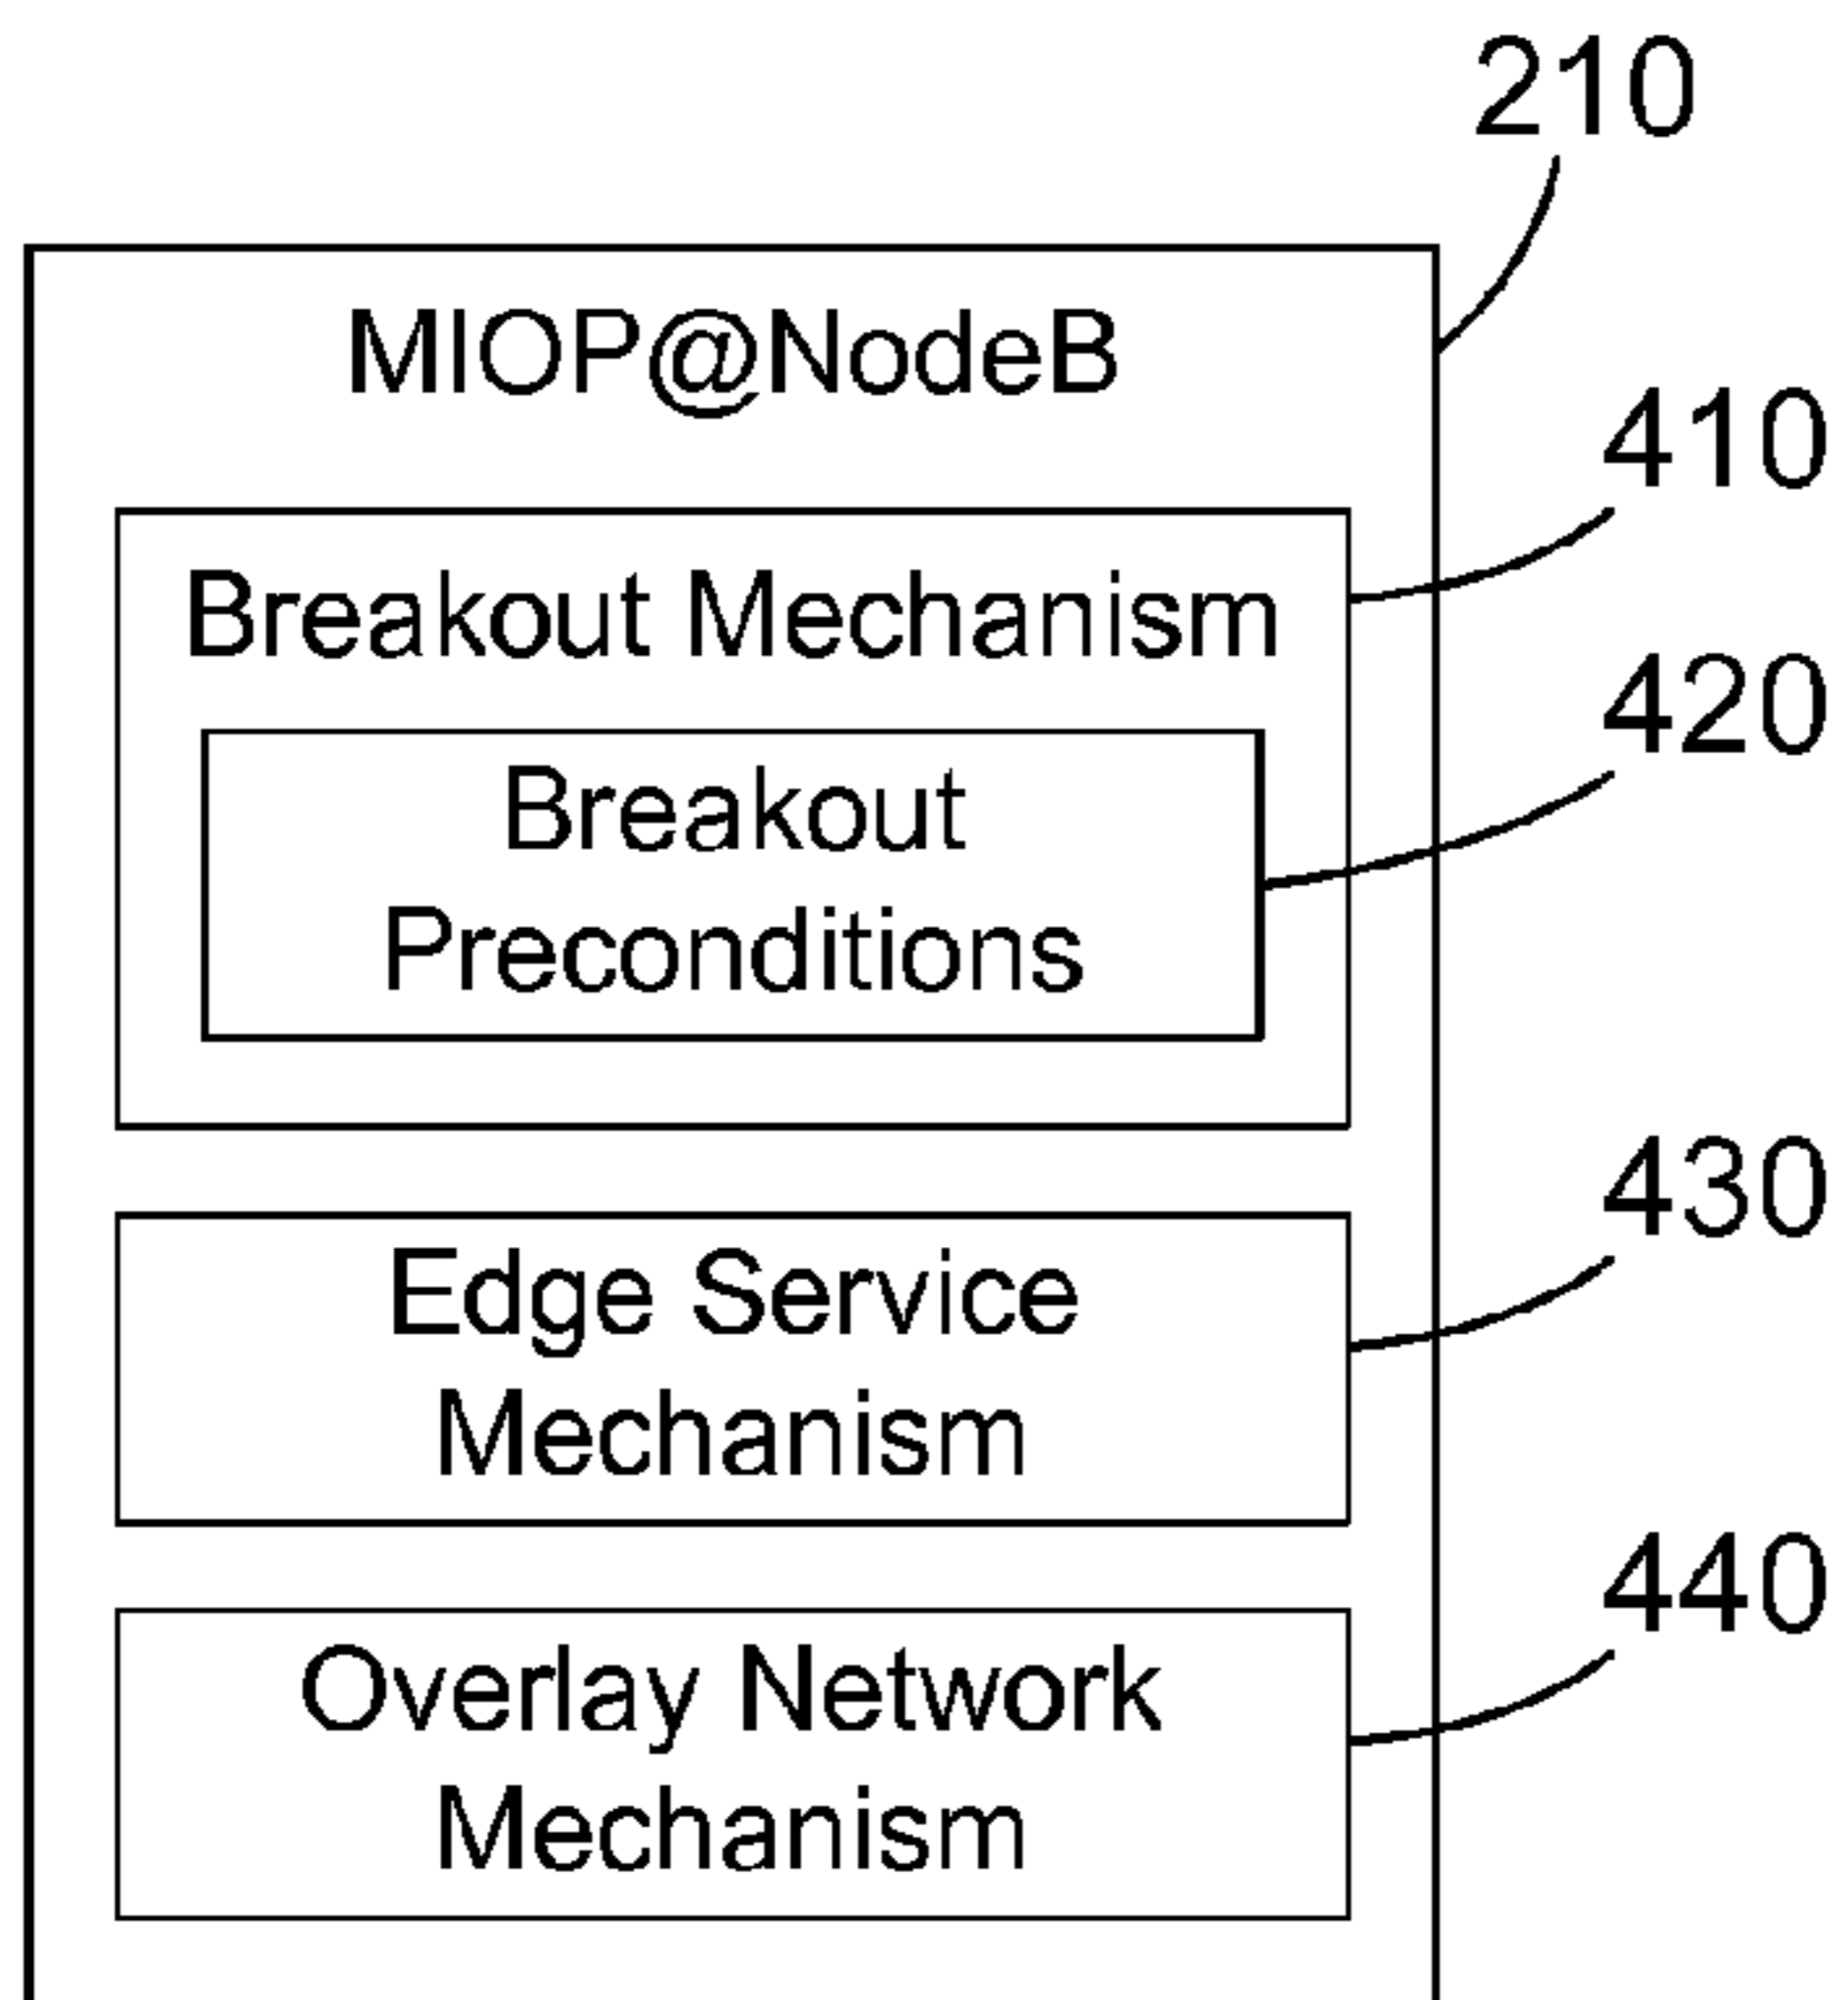 210
MIOP@NodeB
410
Breakout Mechanism
420
Breakout
Preconditions
430
Edge Service
Mechanism
440
Overlay Network
Mechanism